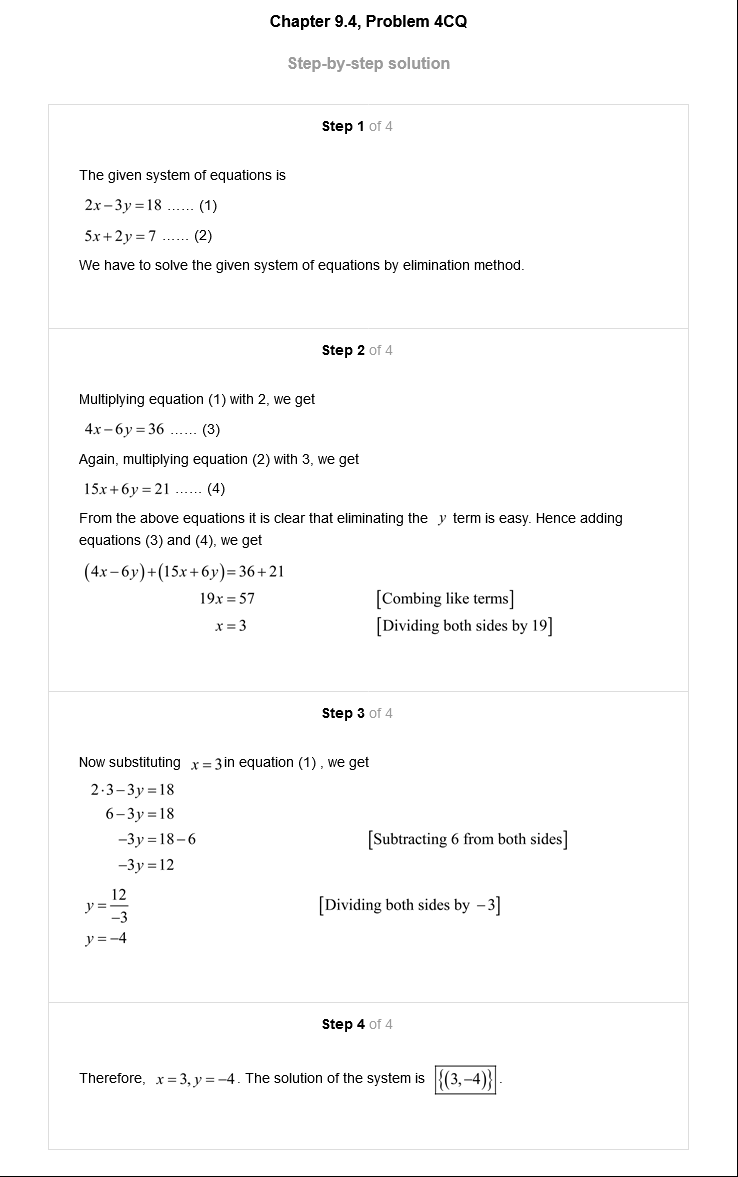 Chapter 9.4, Problem 4CQ
Step-by-step solution
Step 1 of 4
The given system of equations is
2x−3y=18 ...... (1)
5x+2y=7 ...... (2)
We have to solve the given system of equations by elimination method.
Step 2 of 4
Multiplying equation (1) with 2, we get
4x−6y=36 ...... (3)
Again, multiplying equation (2) with 3, we get
15x+6y=21 ...... (4)
From the above equations it is clear that eliminating the y term is easy. Hence adding
equations (3) and (4), we get
(4x−6y)+(15x+6y)=36+21
19x=57 [Combing like terms]
x=3 [Dividing both sides by 19]
Step 3 of 4
Now substituting x=3 in equation (1) , we get
2·3−3y=18
6−3y=18
−3y=18−6 [Subtracting 6 from both sides]
−3y=12
y=12/−3 [Dividing both sides by −3]
y=−4
Step 4 of 4
Therefore, x=3, y=−4. The solution of the system is {(3,−4)}.